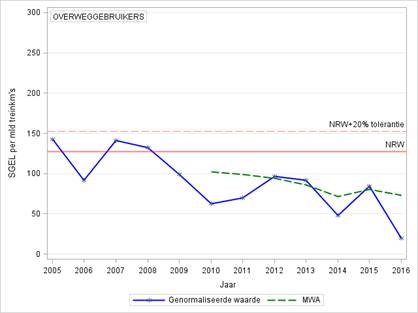 OVERWEGGEBRUIKERS
SGEL per mld treinkm's
300
250
200
150
100
50
0
NRW+20% tolerantie
NRW
2005 2006 2007 2008 2009 2010 2011 2012 2013 2014 2015 2016
Jaar
Genormaliseerde waarde MWA